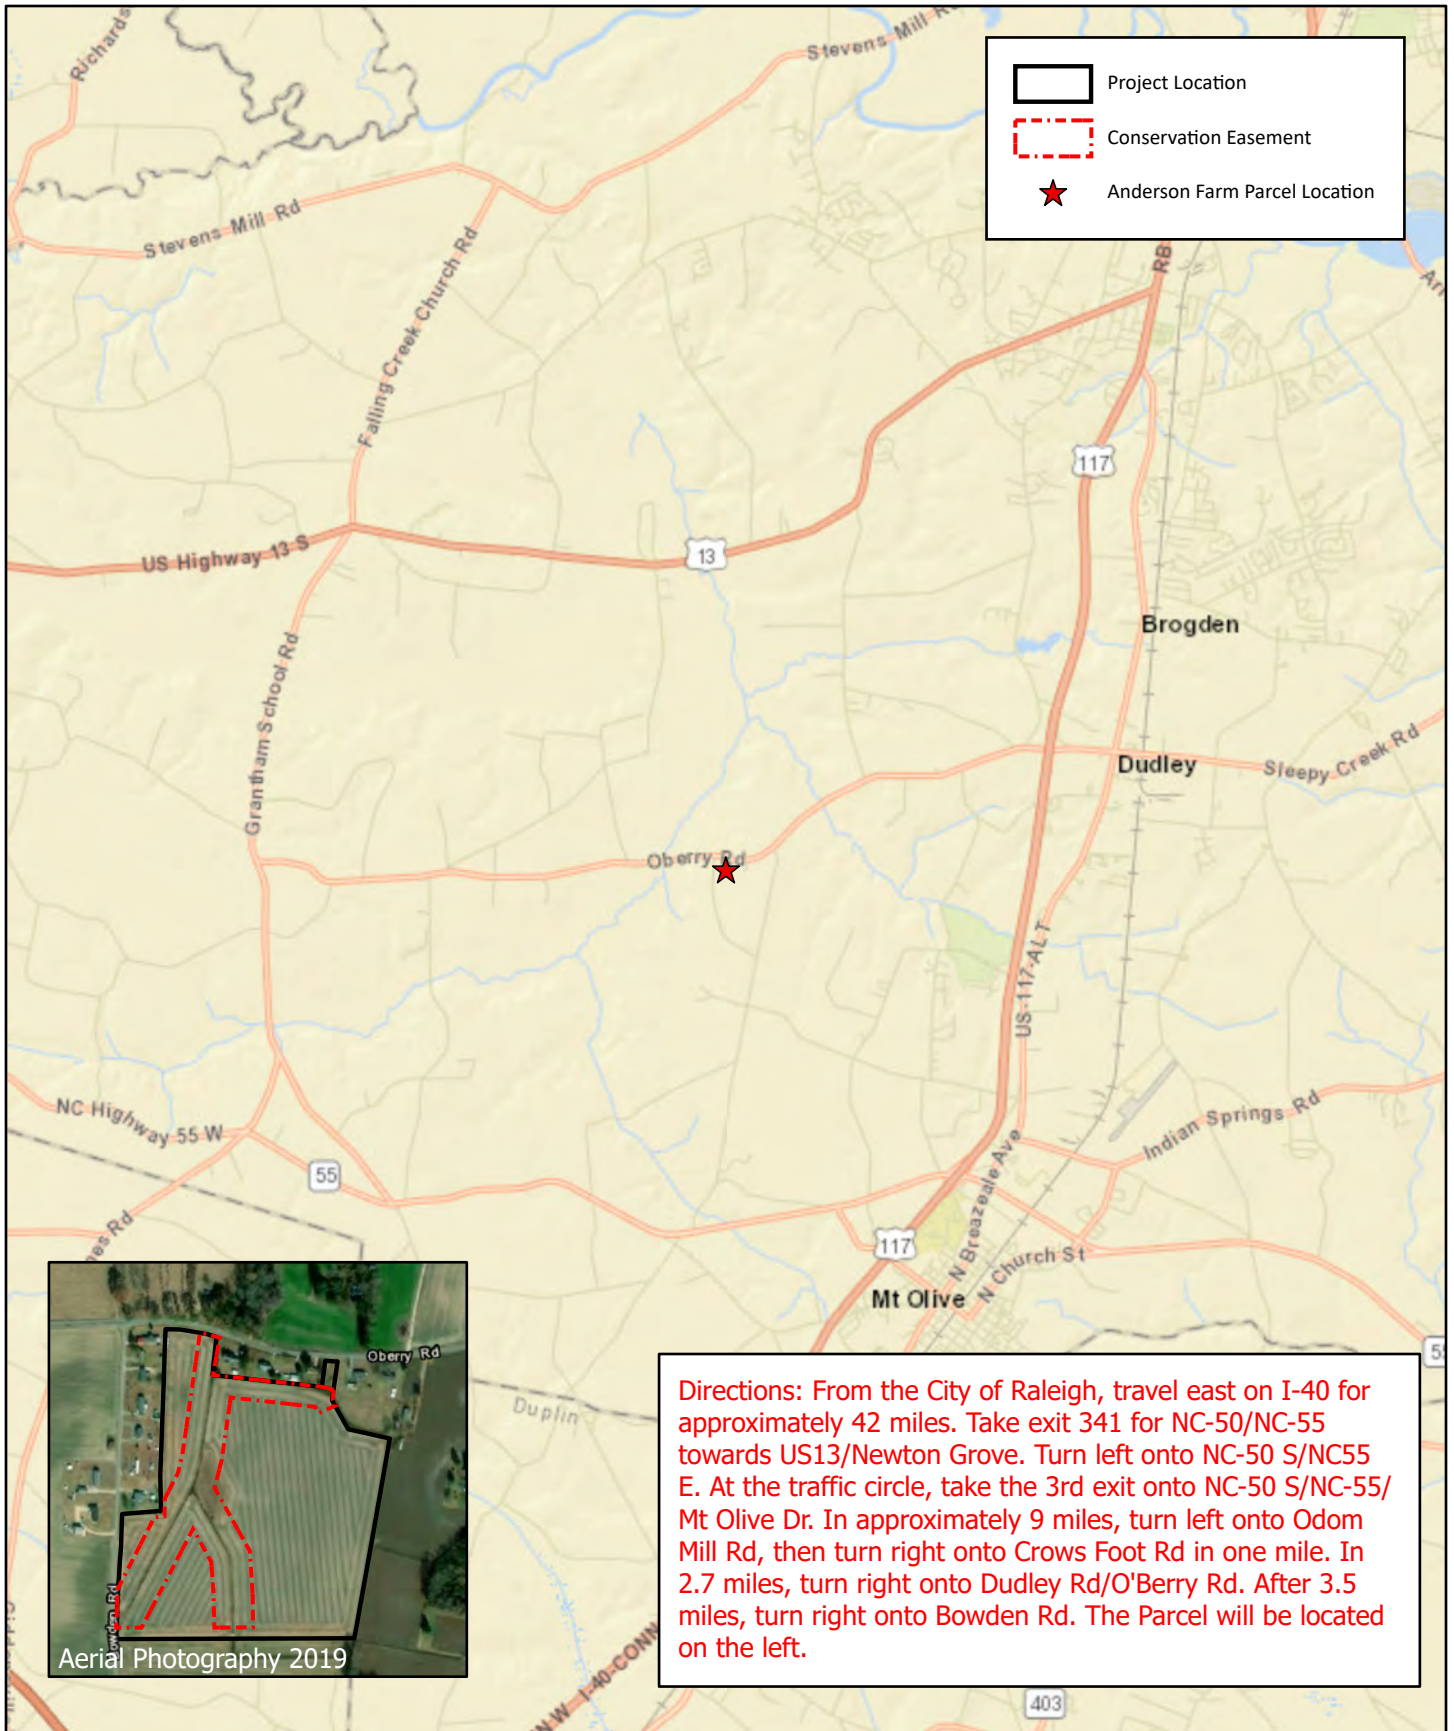 Richards
Stevens Mill R
Project Location
Conservation Easement
Anderson Farm Parcel Location
Stevens Mill Rd
Falling Creek Church Rd
RB
Arr
117
US Highway 13 S
13
Brogden
Grantham School Rd
Dudley
Sleepy Creek Rd
Oberry Rd
US-117-ALT
NC Highway 55 W
55
Indian Springs Rd
N Breazeale Ave
117
N Church St
Mt Olive
nes Rd
55
Oberry Rd
Duplin
Bowden Rd
Aerial Photography 2019
Directions: From the City of Raleigh, travel east on I-40 for
approximately 42 miles. Take exit 341 for NC-50/NC-55
towards US13/Newton Grove. Turn left onto NC-50 S/NC55
E. At the traffic circle, take the 3rd exit onto NC-50 S/NC-55/
Mt Olive Dr. In approximately 9 miles, turn left onto Odom
Mill Rd, then turn right onto Crows Foot Rd in one mile. In
2.7 miles, turn right onto Dudley Rd/O'Berry Rd. After 3.5
miles, turn right onto Bowden Rd. The Parcel will be located
on the left.
W I-40-CONN
403